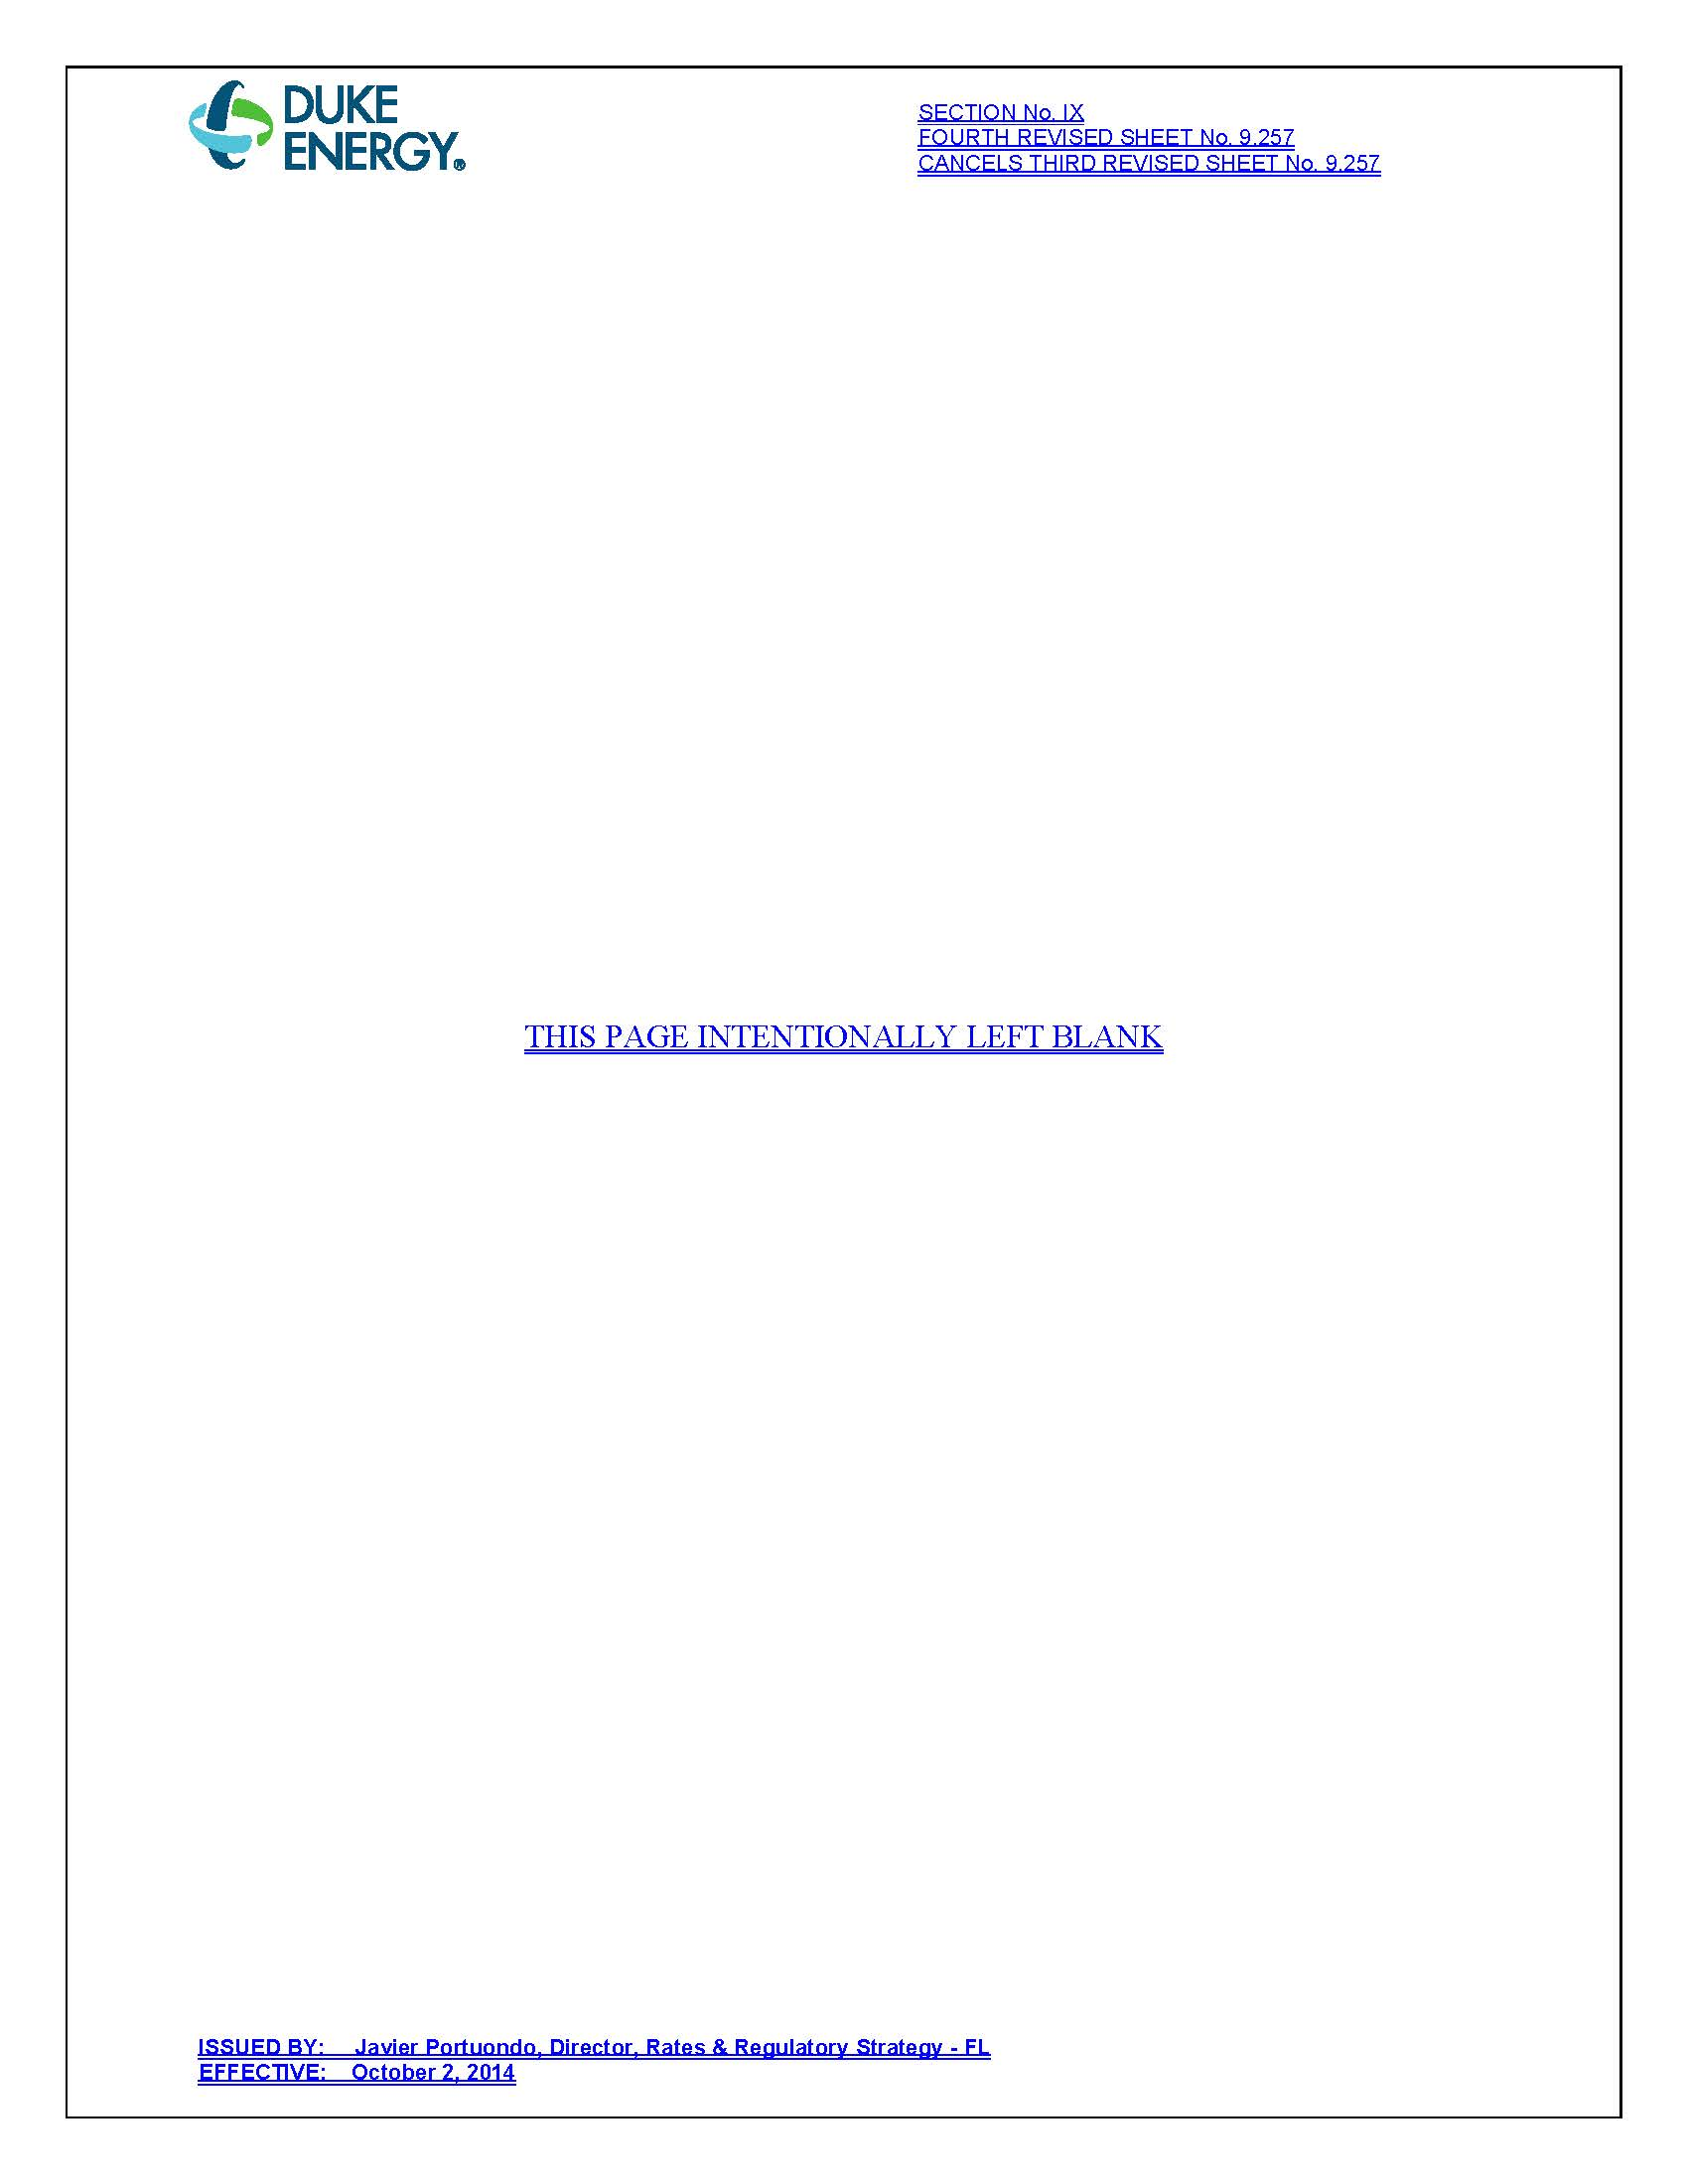 DUKE
ENERGY®
SECTION No. IX
FOURTH REVISED SHEET No. 9.257
CANCELS THIRD REVISED SHEET No. 9.257
THIS PAGE INTENTIONALLY LEFT BLANK
ISSUED BY: Javier Portuondo, Director, Rates & Regulatory Strategy - FL
EFFECTIVE: October 2, 2014